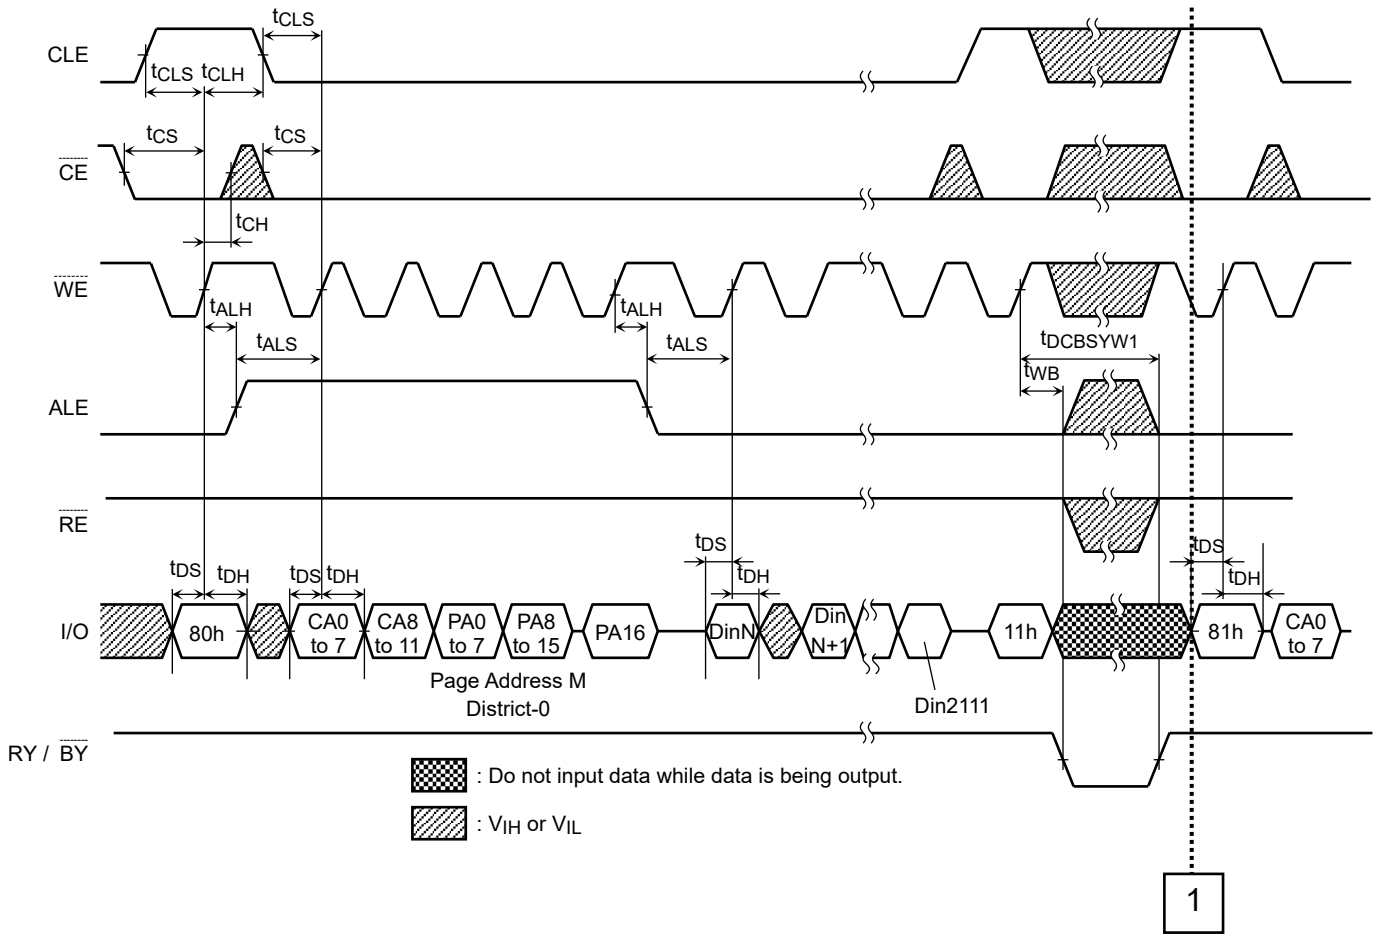 tCLS
CLE
tCLS tCLH
tCS tCS
CE
tCH
WE
tALH tALH
tALS tALS tDCBSYW1
tWB
ALE
RE
tDS tDH tDS tDH tDS tDH tDS tDH
I/O 80h CA0 to 7 CA8 to 11 PA0 to 7 PA8 to 15 PA16 DinN Din N+1 11h 81h CA0 to 7
Page Address M
District-0
Din2111
RY / BY
: Do not input data while data is being output.
: VIH or VIL
1